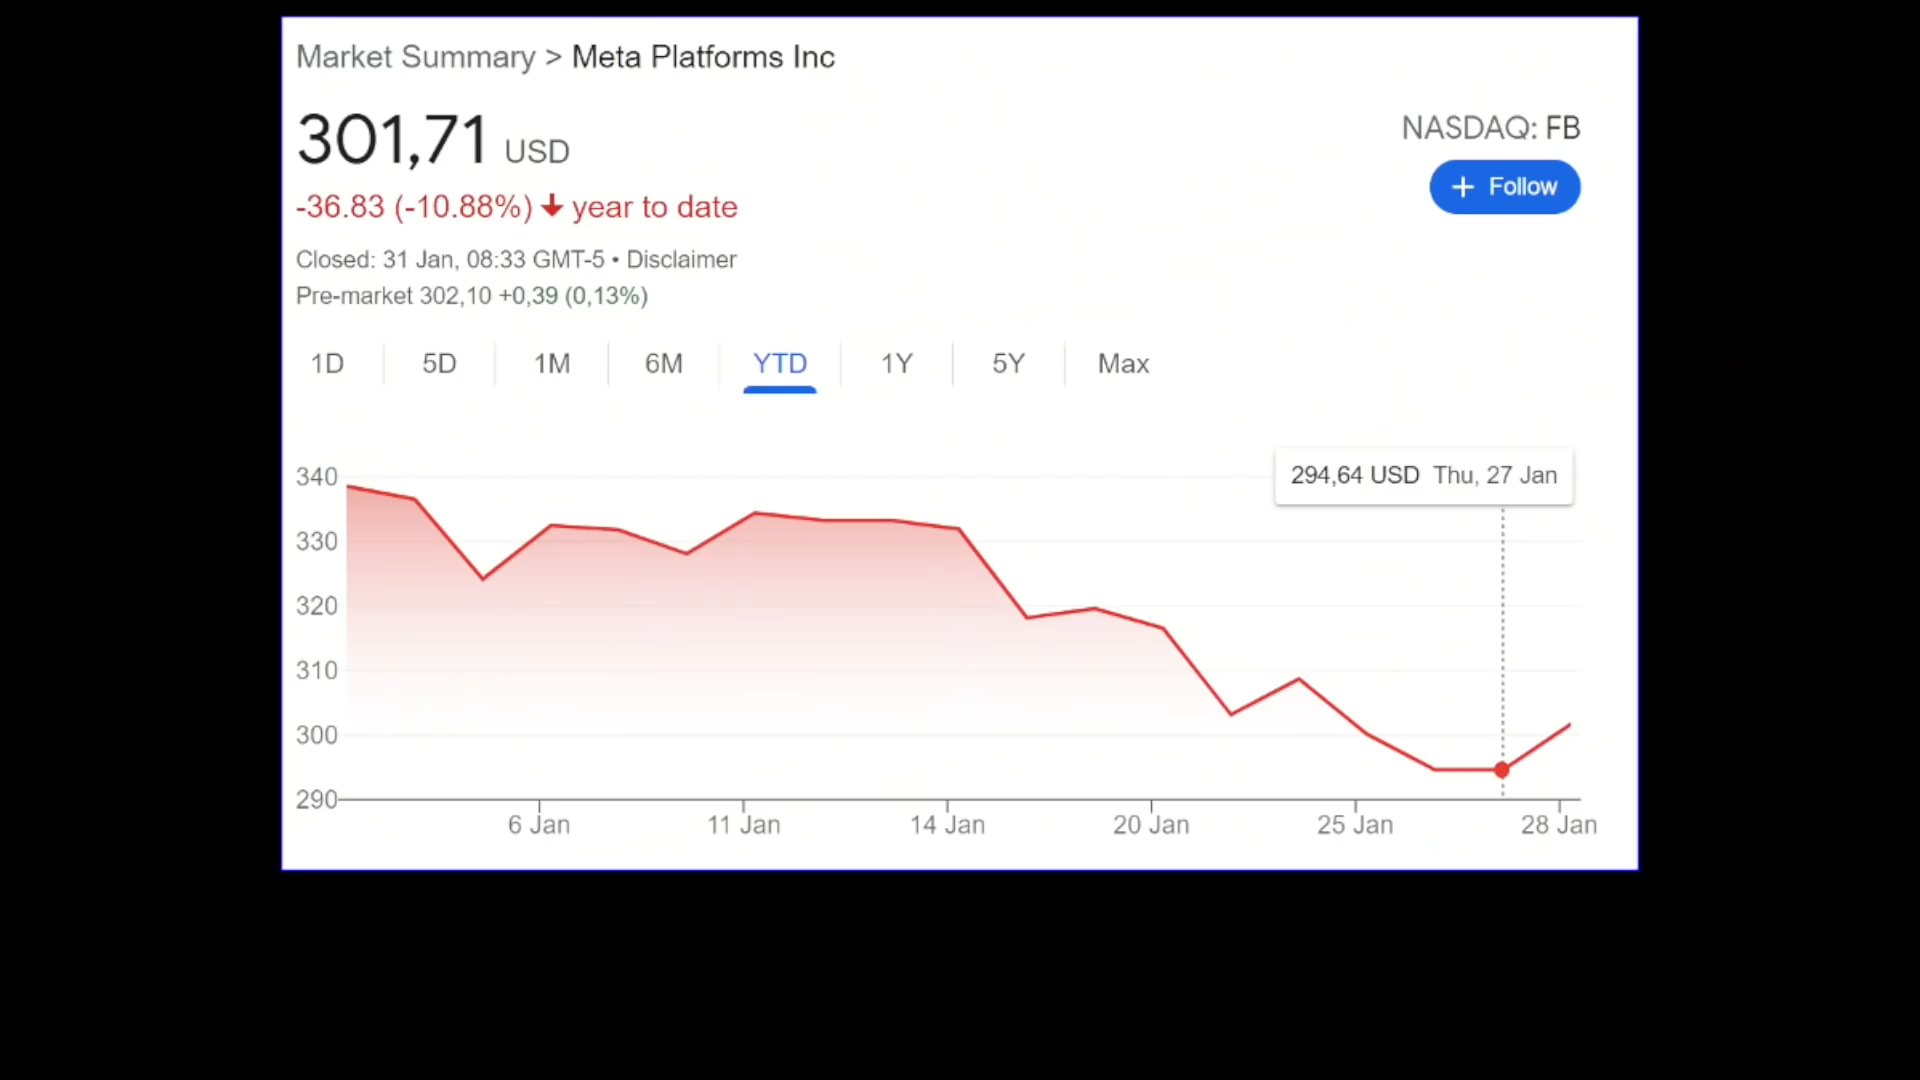 Market Summary > Meta Platforms Inc
301,71 USD
NASDAQ: FB
+ Follow
-36.83 (-10.88%) ↓ year to date
Closed: 31 Jan, 08:33 GMT-5 • Disclaimer
Pre-market 302,10 +0,39 (0,13%)
1D 5D 1M 6M YTD 1Y 5Y Max
294,64 USD Thu, 27 Jan
340
330
320
310
300
290
6 Jan 11 Jan 14 Jan 20 Jan 25 Jan 28 Jan